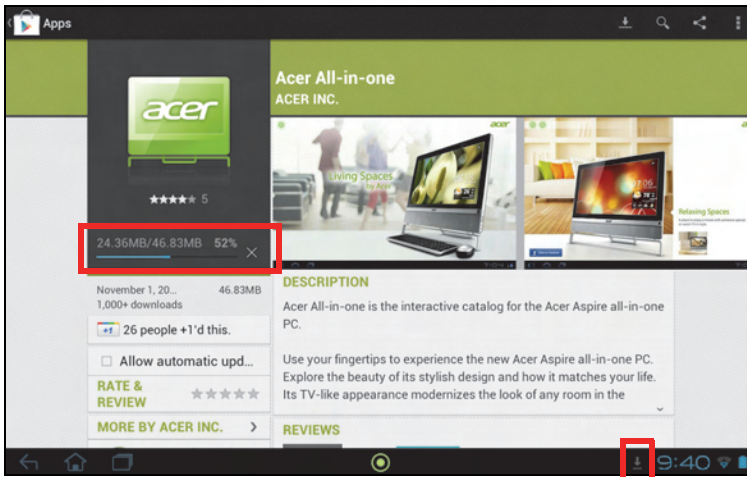 Apps
Acer All-in-one
ACER INC.
acer
5
24.36MB/46.83MB 52%
November 1, 20... 46.83MB
1,000+ downloads
+1 26 people +1'd this.
Allow automatic upd...
RATE &
REVIEW
MORE BY ACER INC.
Living Spaces
by Acer
acer
Relaxing Spaces
DESCRIPTION
Acer All-in-one is the interactive catalog for the Acer Aspire all-in-one
PC.
Use your fingertips to experience the new Acer Aspire all-in-one PC.
Explore the beauty of its stylish design and how it matches your life.
Its TV-like appearance modernizes the look of any room in the
REVIEWS
9:40